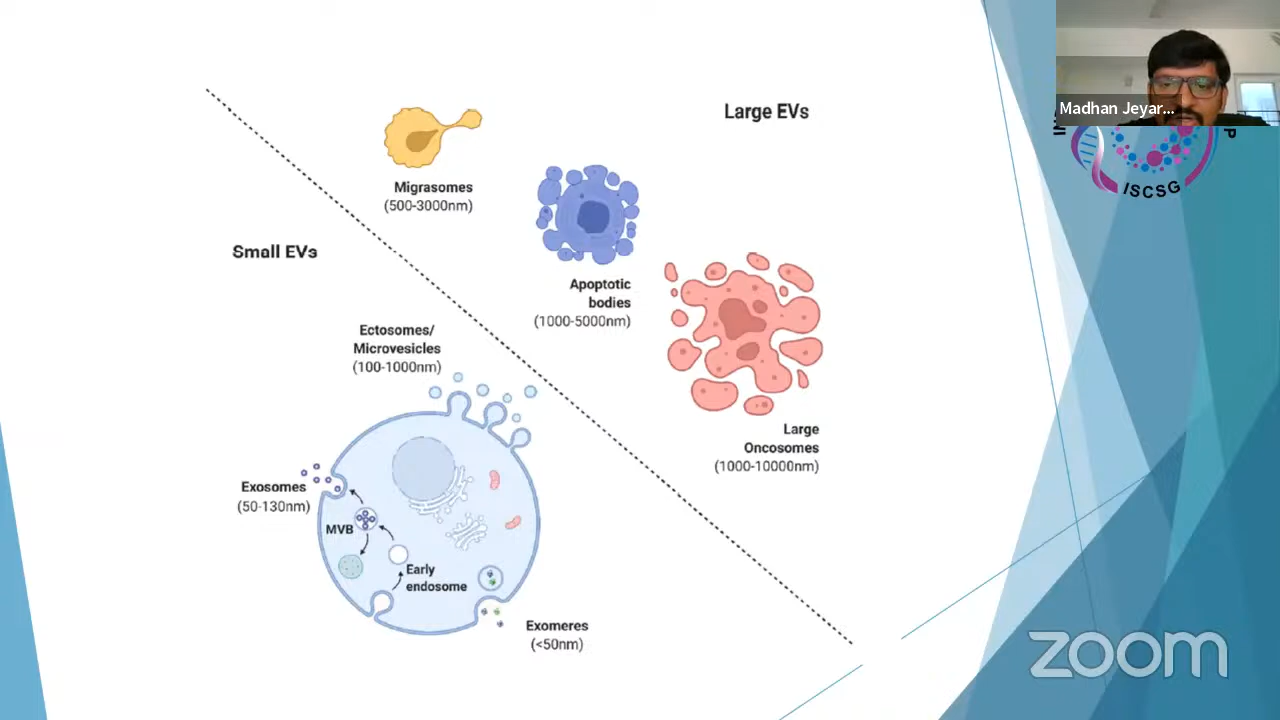 Large EVs
Madhan Jeyar...
ISCSG
Migrasomes
(500-3000nm)
Small EVs
Apoptotic
bodies
(1000-5000nm)
Ectosomes/
Microvesicles
(100-1000nm)
Large
Oncosomes
(1000-10000nm)
Exosomes
(50-130nm)
MVB
Early
endosome
Exomeres
(<50nm)
zoom